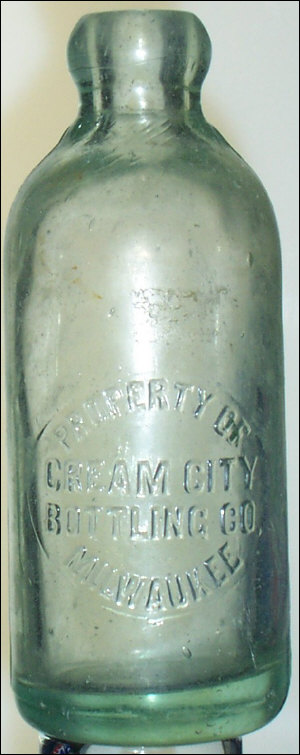 PROPERTY OF
CREAM CITY
BOTTLING CO.
MILWAUKEE